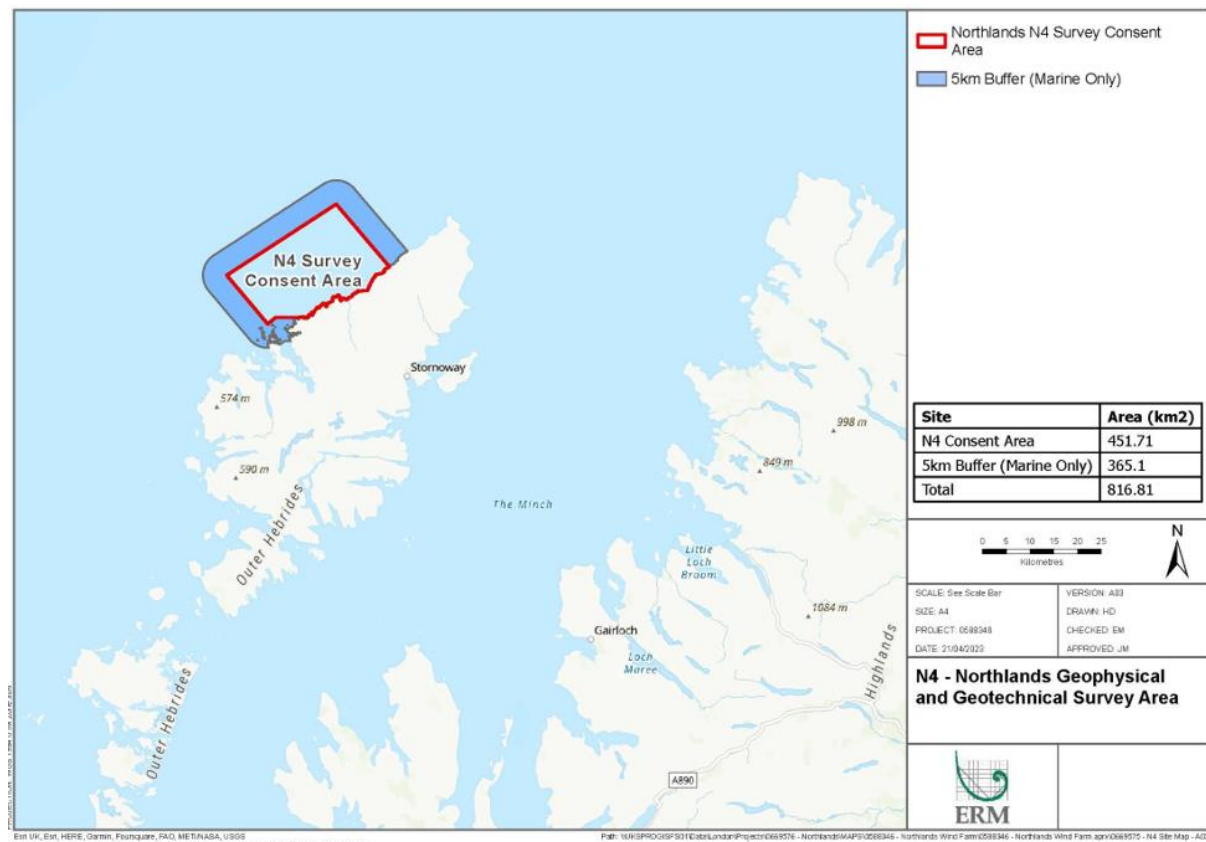 Northlands N4 Survey Consent
Area
5km Buffer (Marine Only)
N4 Survey
Consent Area
Stornoway
574 m
590 m
998 m
849 m
The Minch
Outer Hebrides
Little
Loch
Broom
1084 m
Gairloch
Loch
Maree
Highlands
Outer Hebrides
A890
Site Area (km2)
N4 Consent Area 451.71
5km Buffer (Marine Only) 365.1
Total 816.81
N
0 5 10 15 20 25
Kilometres
SCALE: See Scale Bar VERSION: A03
SIZE: A4 DRAWN: HD
PROJECT: 0588346 CHECKED: EM
DATE: 21/04/2023 APPROVED: JM
N4 - Northlands Geophysical
and Geotechnical Survey Area
ERM
Esri UK, Esri, HERE, Garmin, Foursquare, FAO, METI/NASA, USGS